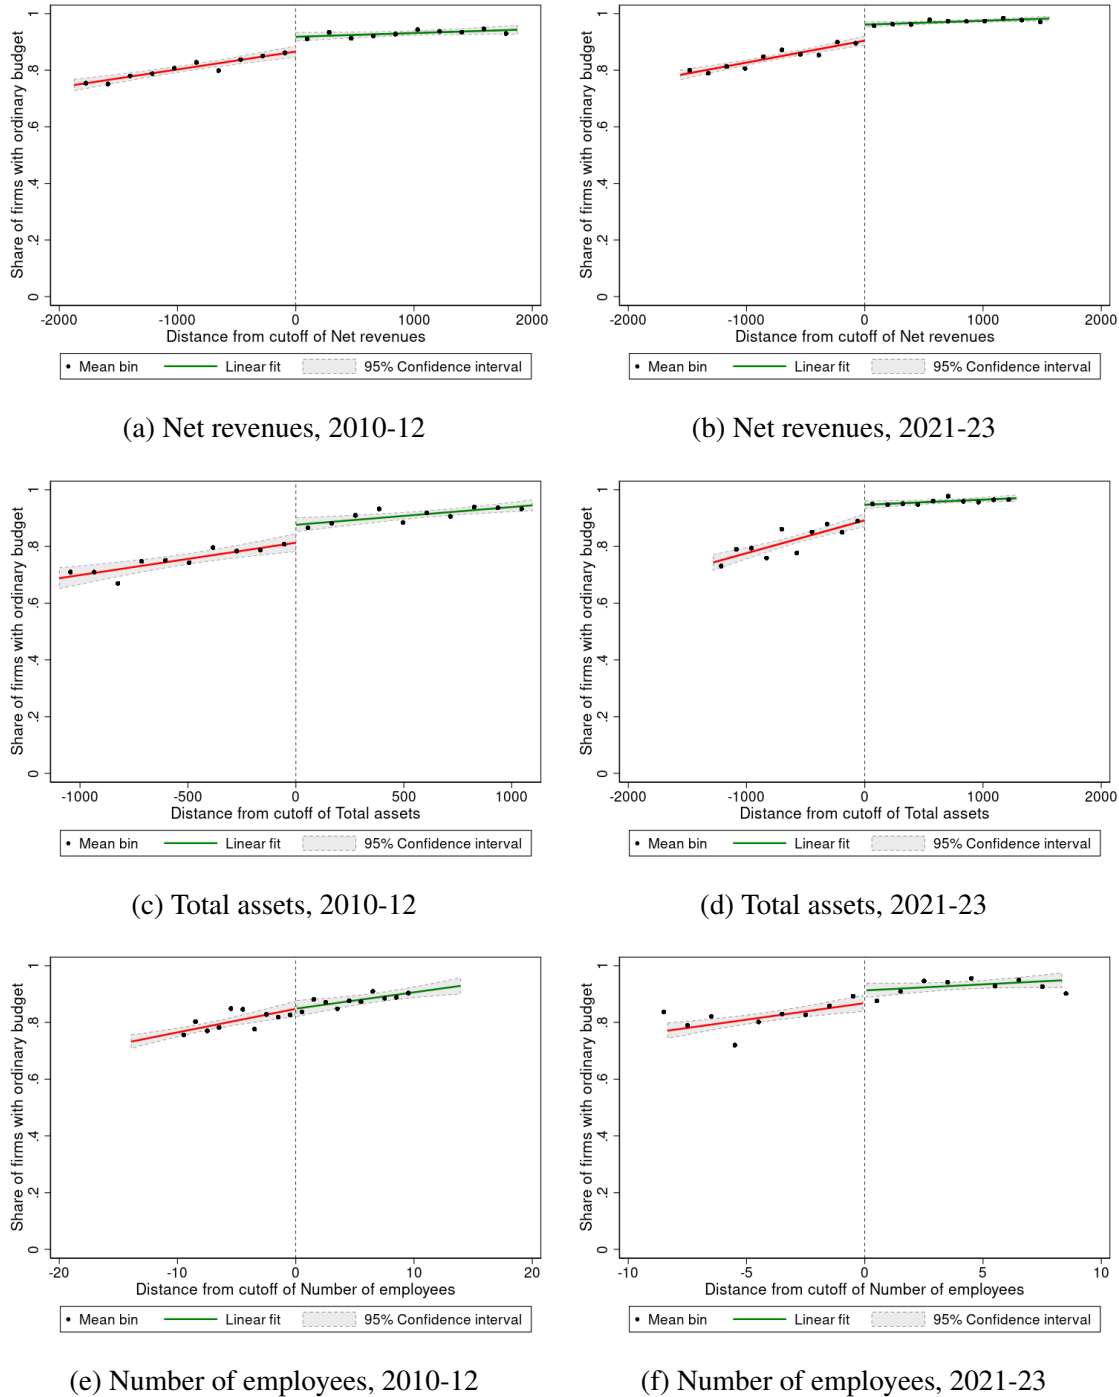 Share of firms with ordinary budget
0 .2 .4 .6 .8 1
-2000 -1000 0 1000 2000
Distance from cutoff of Net revenues
Mean bin Linear fit 95% Confidence interval
(a) Net revenues, 2010-12
Share of firms with ordinary budget
0 .2 .4 .6 .8 1
-2000 -1000 0 1000 2000
Distance from cutoff of Net revenues
Mean bin Linear fit 95% Confidence interval
(b) Net revenues, 2021-23
Share of firms with ordinary budget
0 .2 .4 .6 .8 1
-1000 -500 0 500 1000
Distance from cutoff of Total assets
Mean bin Linear fit 95% Confidence interval
(c) Total assets, 2010-12
Share of firms with ordinary budget
0 .2 .4 .6 .8 1
-2000 -1000 0 1000 2000
Distance from cutoff of Total assets
Mean bin Linear fit 95% Confidence interval
(d) Total assets, 2021-23
Share of firms with ordinary budget
0 .2 .4 .6 .8 1
-20 -10 0 10 20
Distance from cutoff of Number of employees
Mean bin Linear fit 95% Confidence interval
(e) Number of employees, 2010-12
Share of firms with ordinary budget
0 .2 .4 .6 .8 1
-10 -5 0 5 10
Distance from cutoff of Number of employees
Mean bin Linear fit 95% Confidence interval
(f) Number of employees, 2021-23